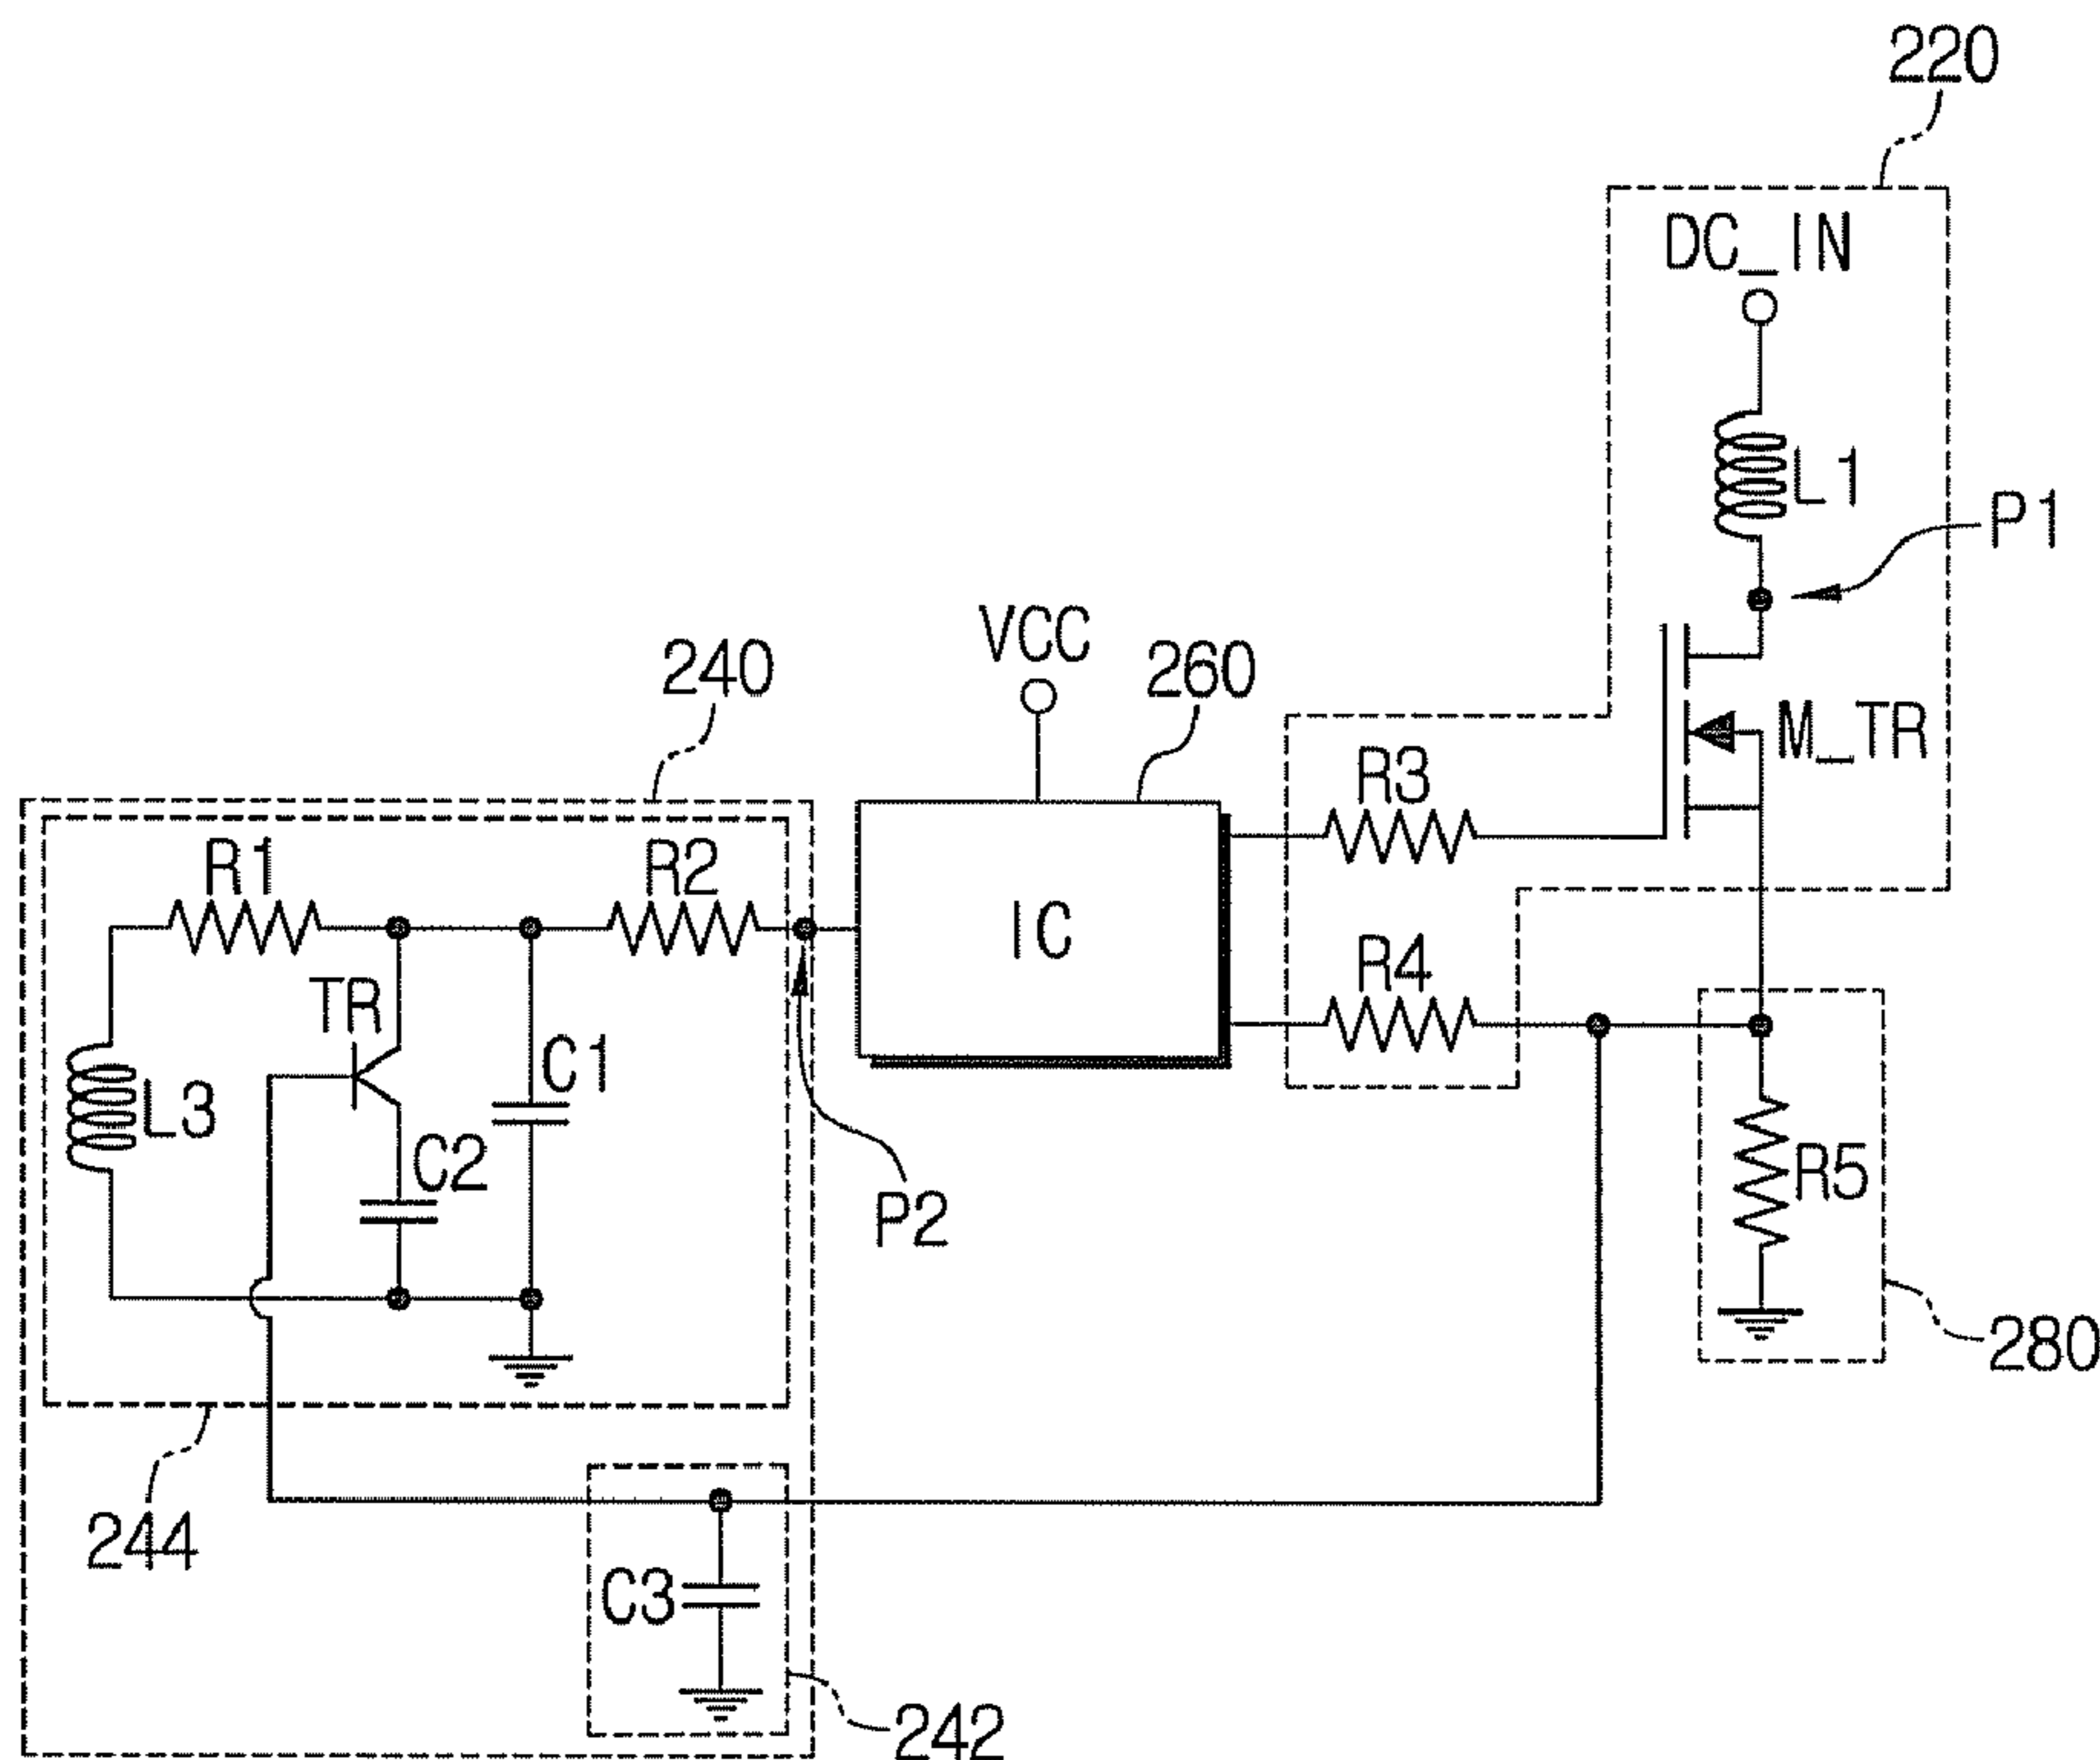 220
DC_IN
L1
P1
VCC
240
260
M_TR
R3
R1
R2
IC
TR
R4
C1
L3
C2
R5
P2
280
244
C3
242